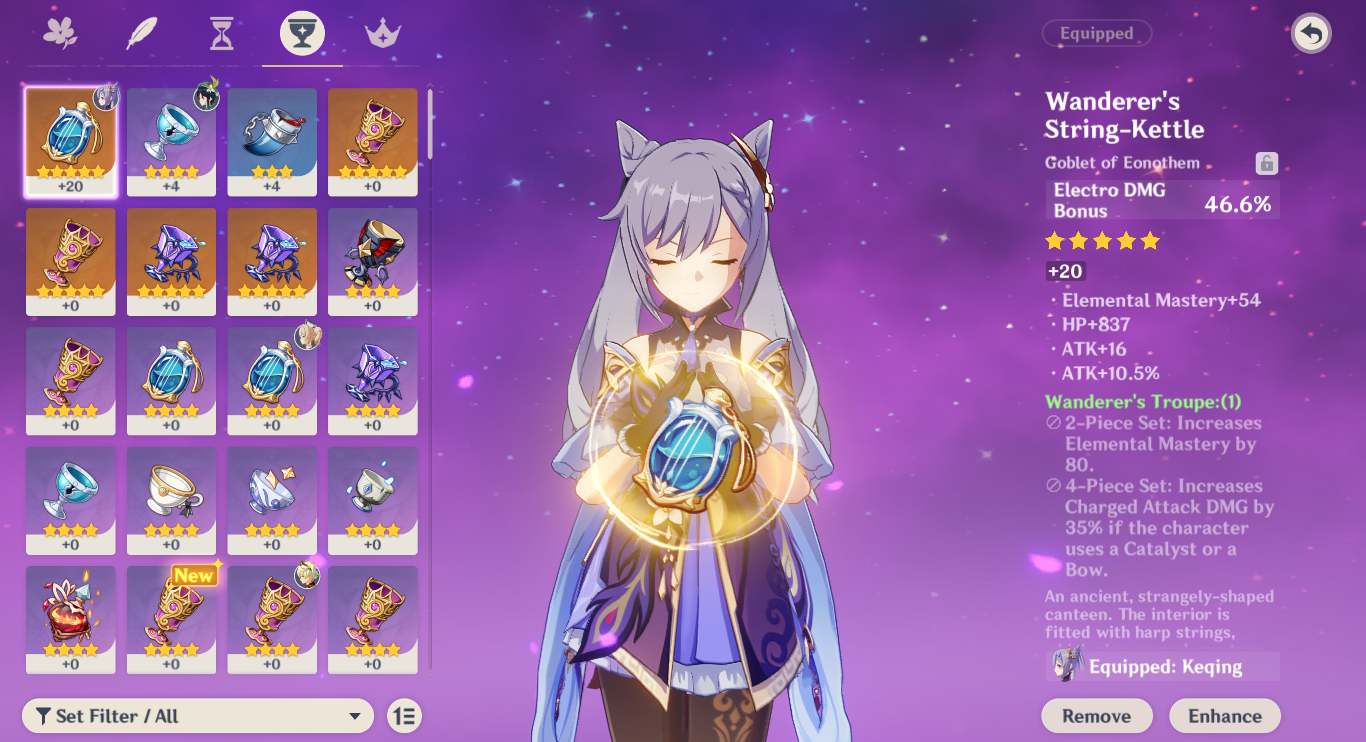 Equipped
+20
+4
+4
+0
+0
+0
+0
+0
+0
+0
+0
+0
+0
+0
+0
+0
New
+0
+0
+0
+0
Set Filter / All
Wanderer's
String-Kettle
Goblet of Eonothem
Electro DMG
Bonus
46.6%
+20
· Elemental Mastery+54
· HP+837
· ATK+16
· ATK+10.5%
Wanderer's Troupe:(1)
2-Piece Set: Increases
Elemental Mastery by
80.
4-Piece Set: Increases
Charged Attack DMG by
35% if the character
uses a Catalyst or a
Bow.
An ancient, strangely-shaped
canteen. The interior is
fitted with harp strings,
Equipped: Keqing
Remove
Enhance